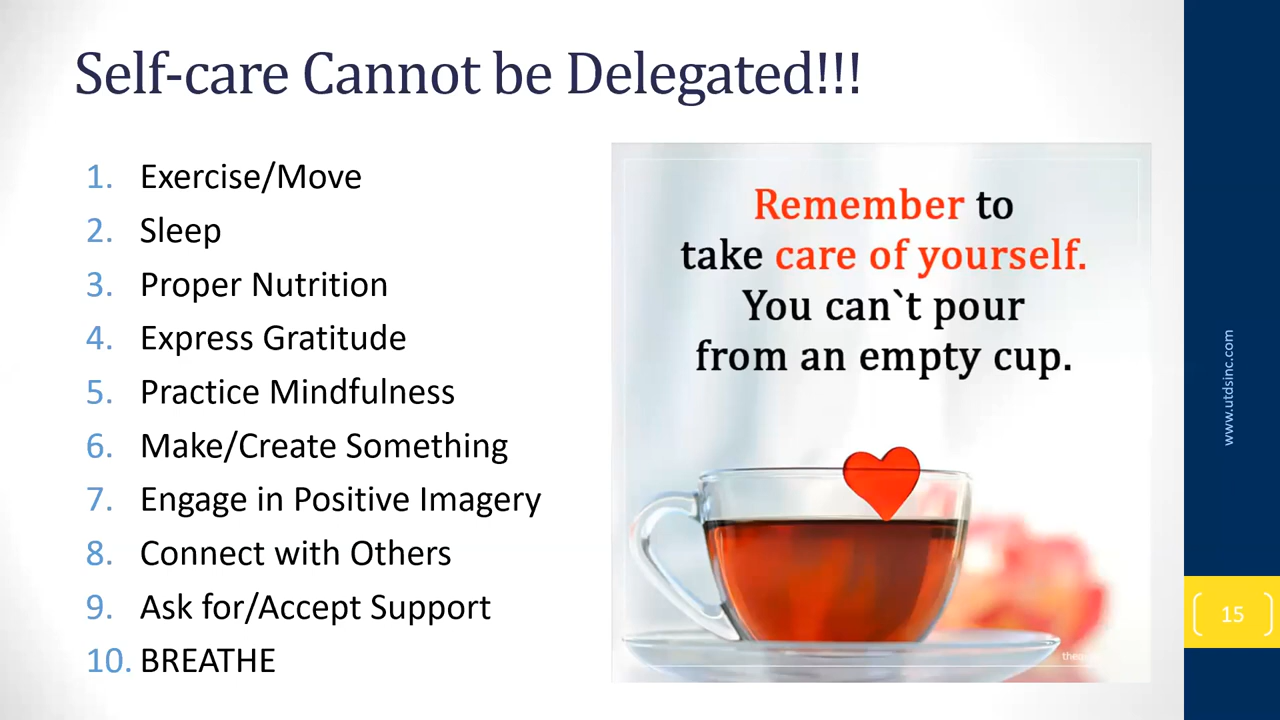 Self-care Cannot be Delegated!!!
1. Exercise/Move
2. Sleep
3. Proper Nutrition
4. Express Gratitude
5. Practice Mindfulness
6. Make/Create Something
7. Engage in Positive Imagery
8. Connect with Others
9. Ask for/Accept Support
10. BREATHE
Remember to
take care of yourself.
You can`t pour
from an empty cup.
www.utdsinc.com
15